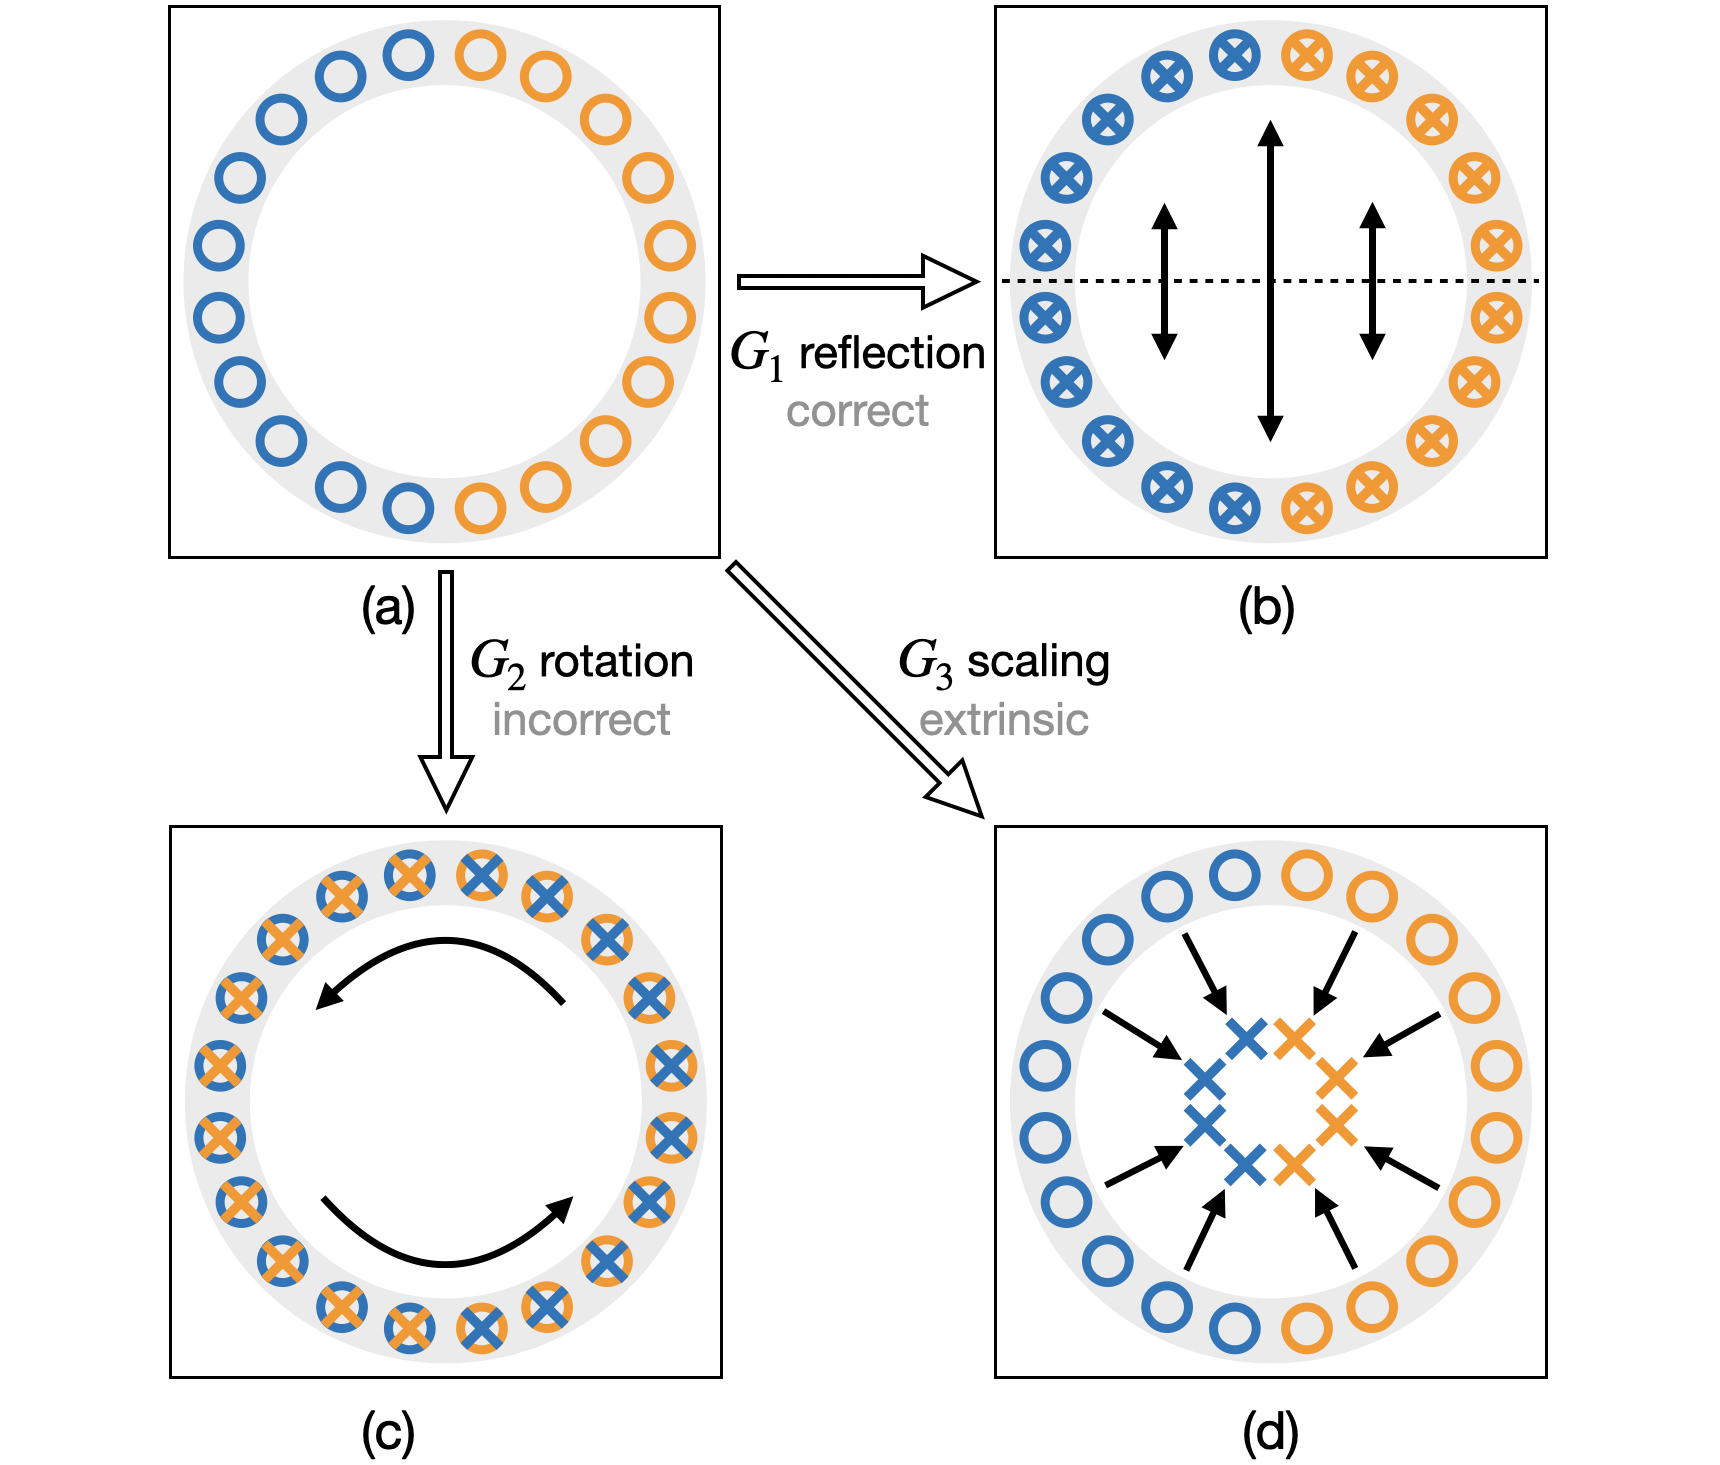 G1 reflection
correct
(a)
(b)
G2 rotation
incorrect
G3 scaling
extrinsic
(c)
(d)